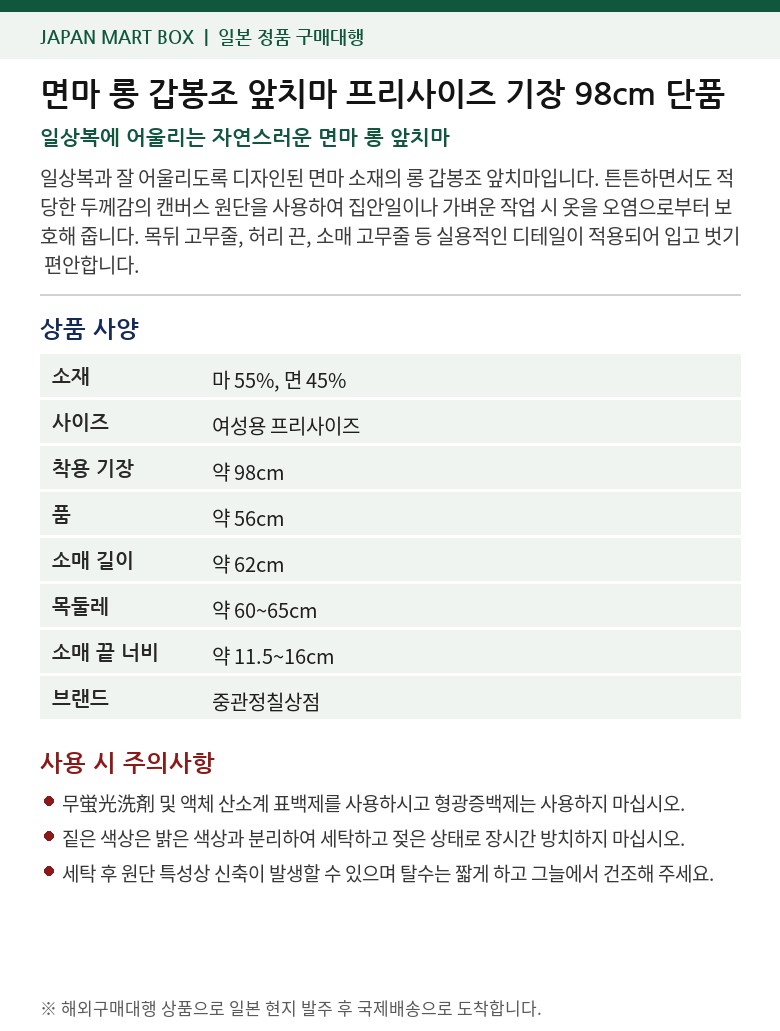 JAPAN MART BOX | 일본 정품 구매대행
면마 롱 갑봉조 앞치마 프리사이즈 기장 98cm 단품
일상복에 어울리는 자연스러운 면마 롱 앞치마
일상복과 잘 어울리도록 디자인된 면마 소재의 롱 갑봉조 앞치마입니다. 튼튼하면서도 적
당한 두께감의 캔버스 원단을 사용하여 집안일이나 가벼운 작업 시 옷을 오염으로부터 보
호해 줍니다. 목뒤 고무줄, 허리 끈, 소매 고무줄 등 실용적인 디테일이 적용되어 입고 벗기
편안합니다.
상품 사양
소재 마 55%, 면 45%
사이즈 여성용 프리사이즈
착용 기장 약 98cm
품 약 56cm
소매 길이 약 62cm
목둘레 약 60~65cm
소매 끝 너비 약 11.5~16cm
브랜드 중관정칠상점
사용 시 주의사항
● 무蛍光洗剤 및 액체 산소계 표백제를 사용하시고 형광증백제는 사용하지 마십시오.
● 짙은 색상은 밝은 색상과 분리하여 세탁하고 젖은 상태로 장시간 방치하지 마십시오.
● 세탁 후 원단 특성상 신축이 발생할 수 있으며 탈수는 짧게 하고 그늘에서 건조해 주세요.
※ 해외구매대행 상품으로 일본 현지 발주 후 국제배송으로 도착합니다.